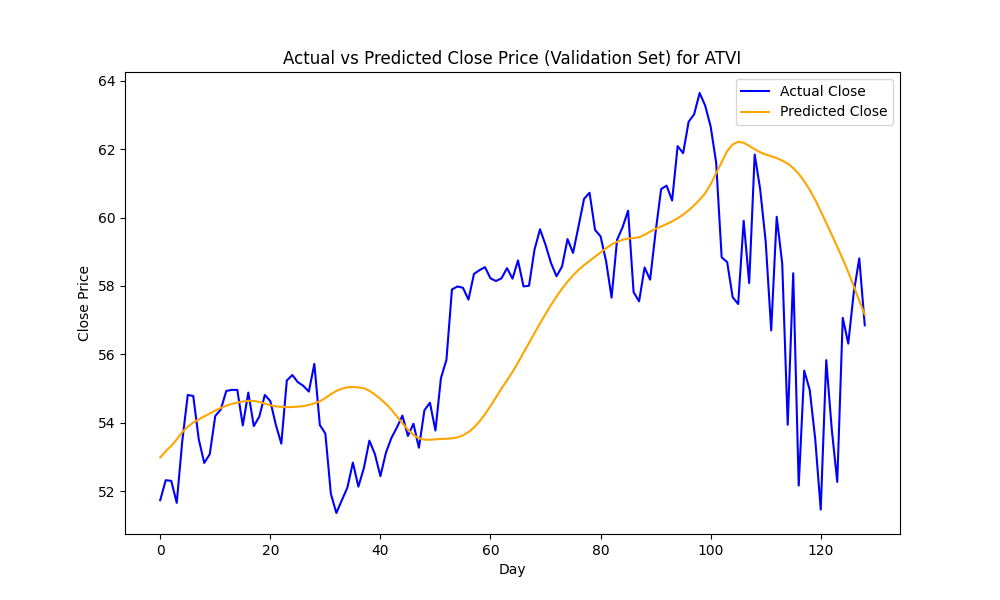 Actual vs Predicted Close Price (Validation Set) for ATVI
Actual Close
Predicted Close
Close Price
64
62
60
58
56
54
52
0 20 40 60 80 100 120
Day